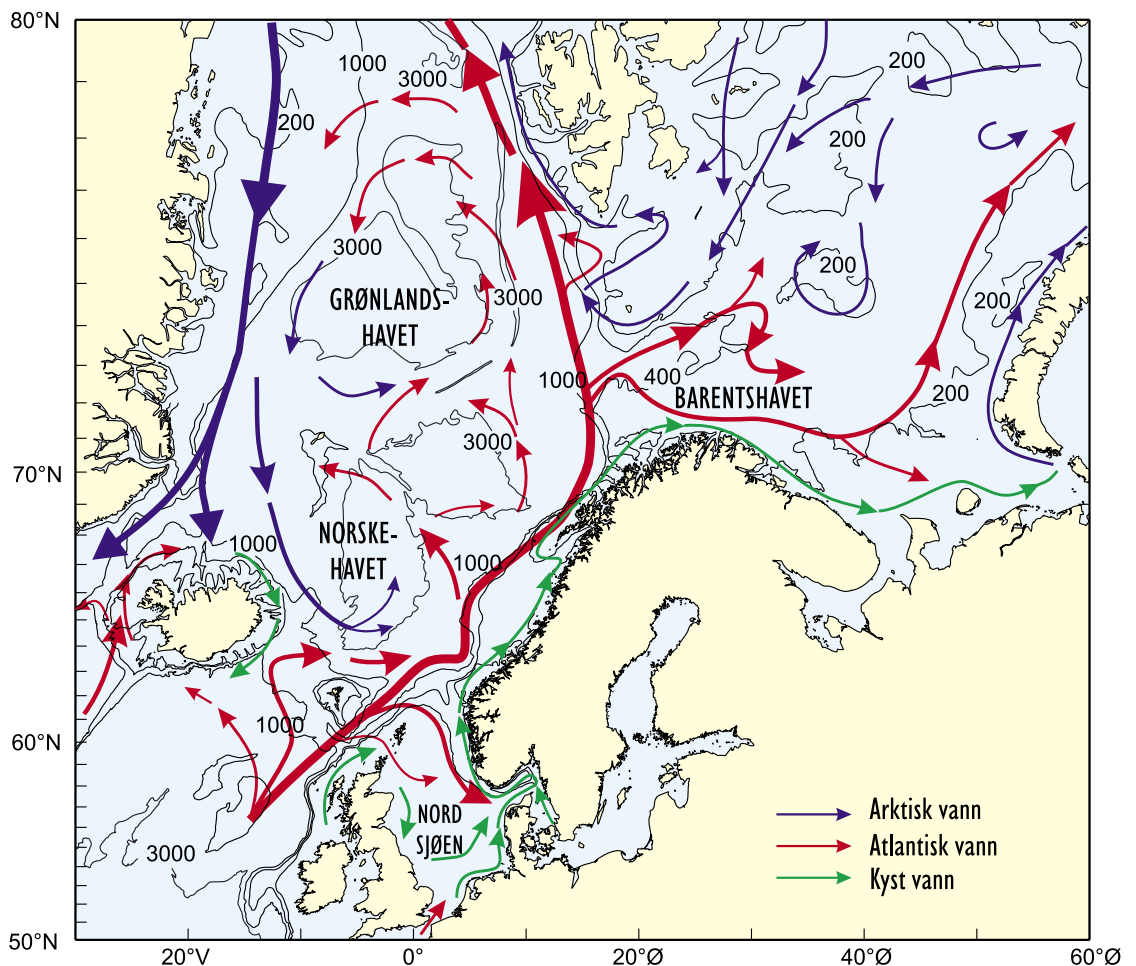 80°N
70°N
60°N
50°N
20°V
0°
20°Ø
40°Ø
60°Ø
1000
3000
200
200
200
3000
GRØNLANDS-
HAVET
3000
200
200
1000
400
BARENTSHAVET
200
3000
NORSKE-
HAVET
1000
1000
1000
NORD
SJØEN
3000
Arktisk vann
Atlantisk vann
Kyst vann